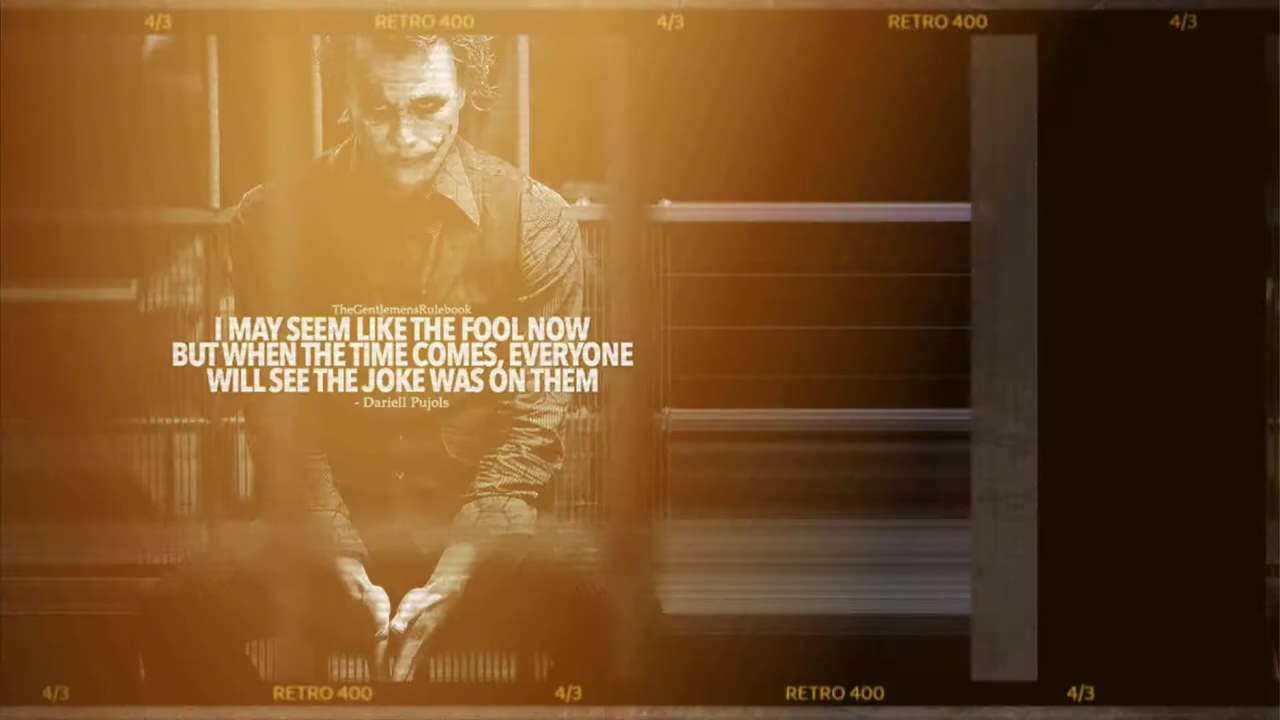 4/3 RETRO 400 4/3 RETRO 400 4/3
TheGentlemensRulebook
I MAY SEEM LIKE THE FOOL NOW
BUT WHEN THE TIME COMES, EVERYONE
WILL SEE THE JOKE WAS ON THEM
- Dariell Pujols
4/3 RETRO 400 4/3 RETRO 400 4/3